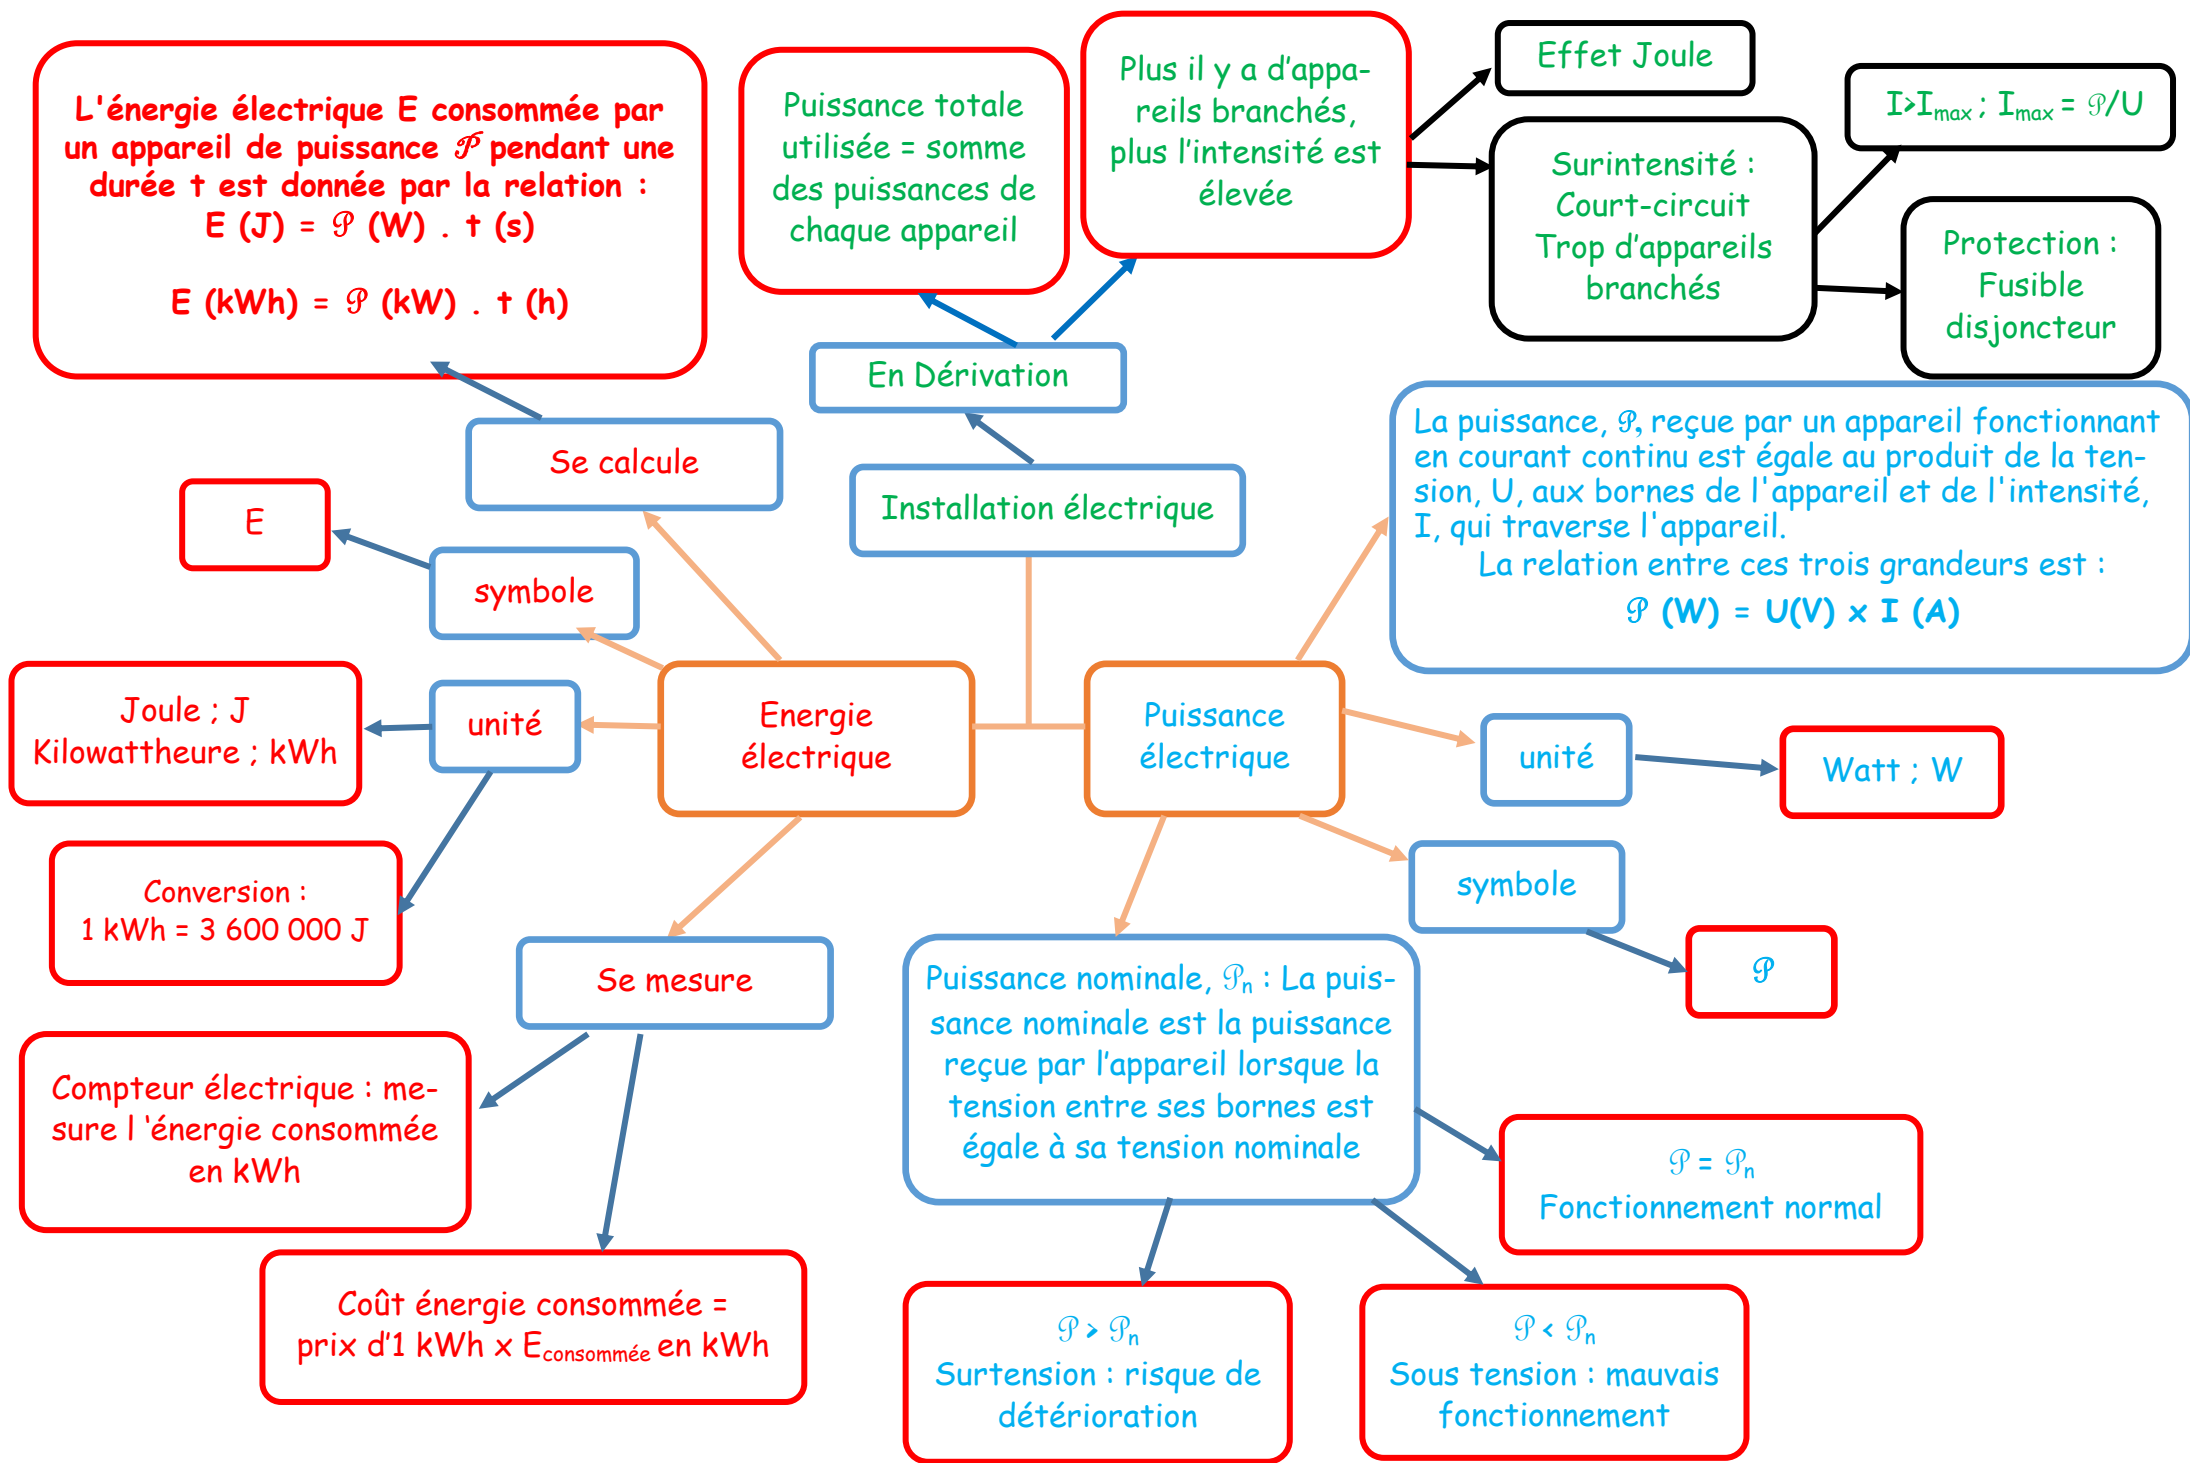 L'énergie électrique E consommée par
un appareil de puissance 𝒫 pendant une
durée t est donnée par la relation :
E (J) = 𝒫 (W) . t (s)
E (kWh) = 𝒫 (kW) . t (h)
Puissance totale
utilisée = somme
des puissances de
chaque appareil
Plus il y a d’appa-
reils branchés,
plus l’intensité est
élevée
Effet Joule
I>Imax ; Imax = 𝒫/U
Surintensité :
Court-circuit
Trop d’appareils
branchés
Protection :
Fusible
disjoncteur
En Dérivation
Se calcule
Installation électrique
La puissance, 𝒫, reçue par un appareil fonctionnant
en courant continu est égale au produit de la ten-
sion, U, aux bornes de l'appareil et de l'intensité,
I, qui traverse l'appareil.
La relation entre ces trois grandeurs est :
𝒫 (W) = U(V) x I (A)
E
symbole
Joule ; J
Kilowattheure ; kWh
unité
Energie
électrique
Puissance
électrique
unité
Watt ; W
Conversion :
1 kWh = 3 600 000 J
symbole
𝒫
Se mesure
Puissance nominale, 𝒫n : La puis-
sance nominale est la puissance
reçue par l’appareil lorsque la
tension entre ses bornes est
égale à sa tension nominale
Compteur électrique : me-
sure l ‘énergie consommée
en kWh
𝒫 = 𝒫n
Fonctionnement normal
Coût énergie consommée =
prix d’1 kWh x Econsommée en kWh
𝒫 > 𝒫n
Surtension : risque de
détérioration
𝒫 < 𝒫n
Sous tension : mauvais
fonctionnement